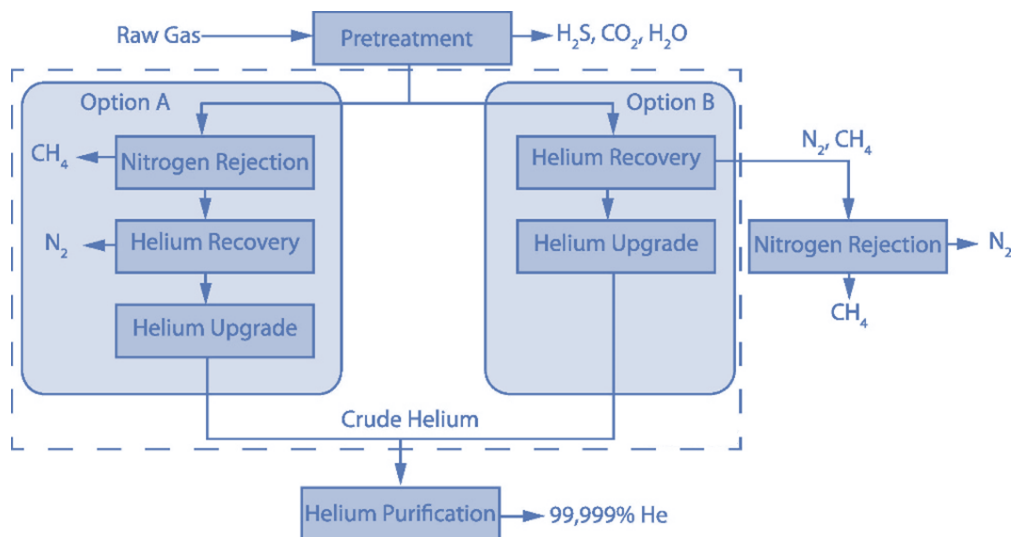 Raw Gas
Pretreatment
H₂S, CO₂, H₂O
Option A
Option B
CH₄
Nitrogen Rejection
Helium Recovery
N₂, CH₄
N₂
Helium Recovery
Helium Upgrade
Nitrogen Rejection
N₂
Helium Upgrade
CH₄
Crude Helium
Helium Purification
99,999% He